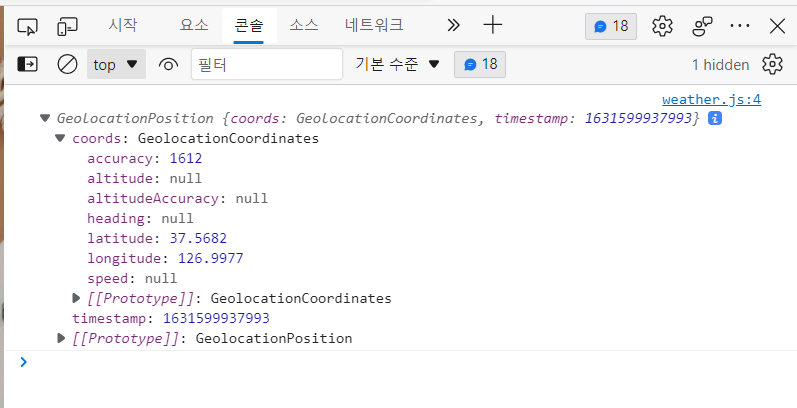 시작 요소 콘솔 소스 네트워크 18
top 필터 기본 수준 18 1 hidden
weather.js:4
GeolocationPosition {coords: GeolocationCoordinates, timestamp: 1631599937993}
coords: GeolocationCoordinates
accuracy: 1612
altitude: null
altitudeAccuracy: null
heading: null
latitude: 37.5682
longitude: 126.9977
speed: null
[[Prototype]]: GeolocationCoordinates
timestamp: 1631599937993
[[Prototype]]: GeolocationPosition